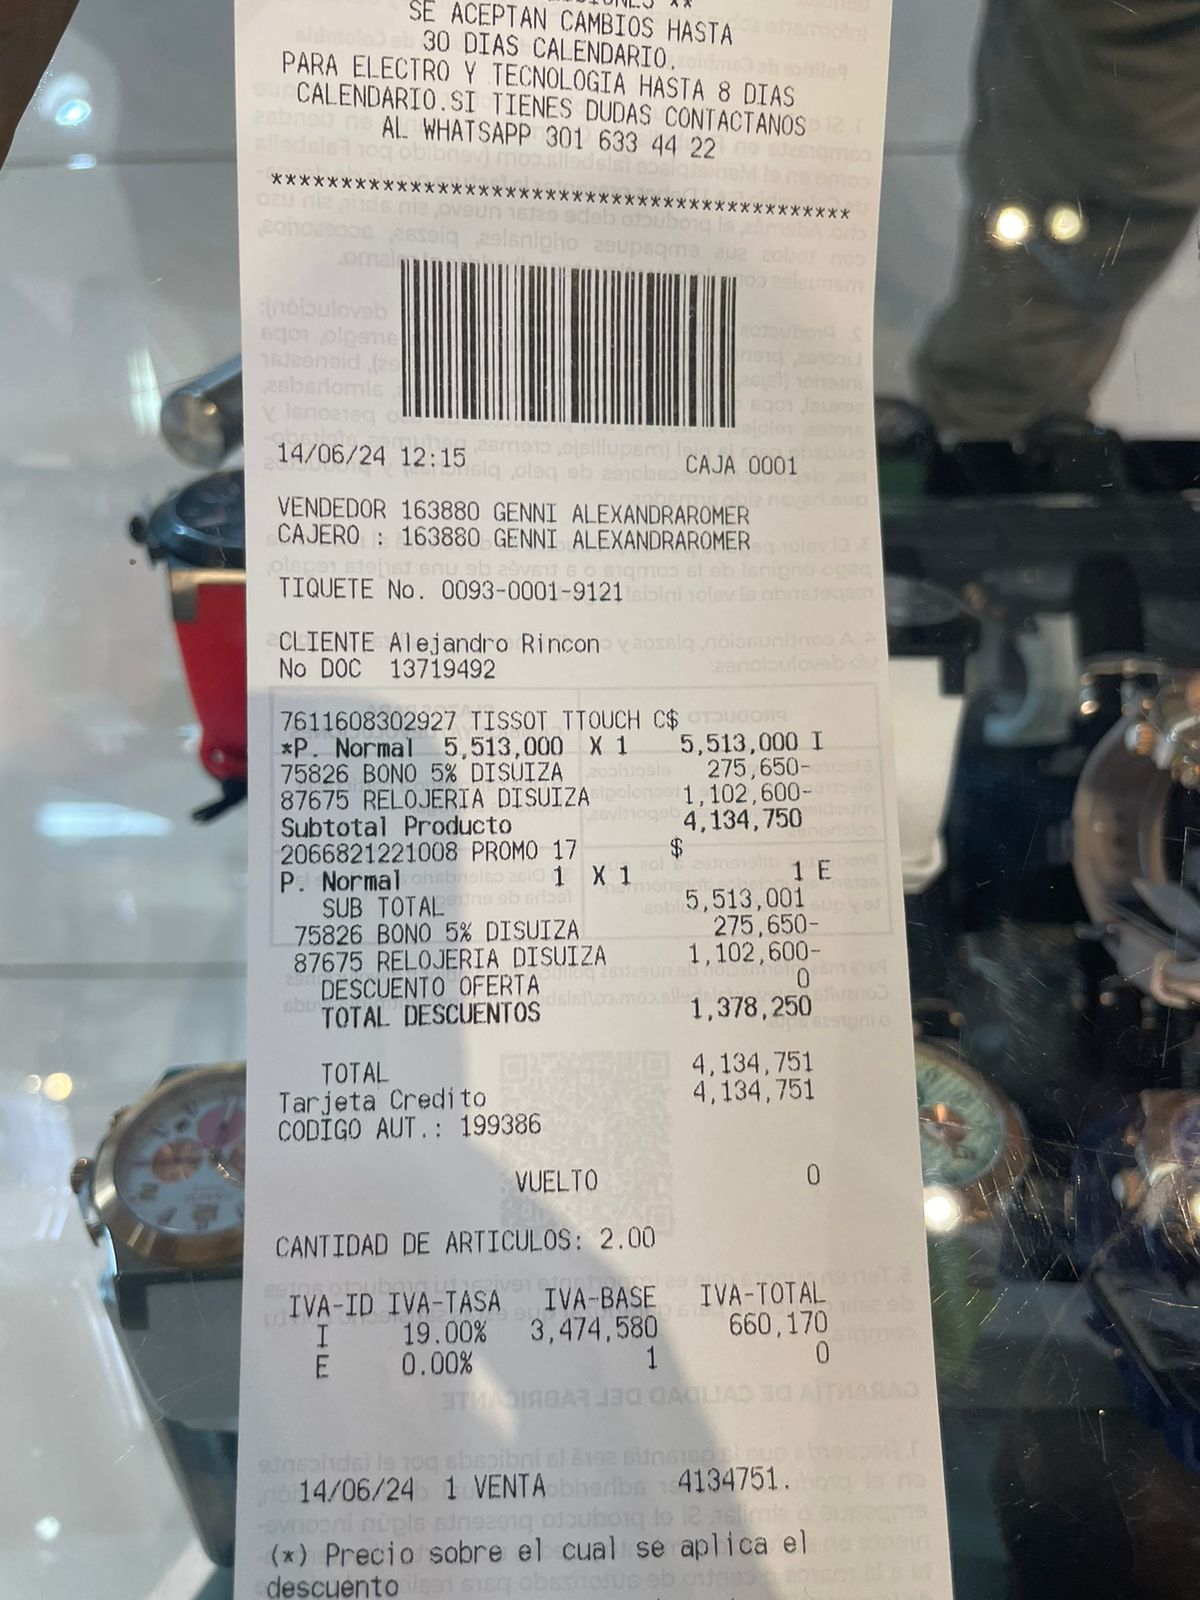 SE ACEPTAN CAMBIOS HASTA
30 DIAS CALENDARIO.
PARA ELECTRO Y TECNOLOGIA HASTA 8 DIAS
CALENDARIO.SI TIENES DUDAS CONTACTANOS
AL WHATSAPP 301 633 44 22
********************************************
14/06/24 12:15 CAJA 0001
VENDEDOR 163880 GENNI ALEXANDRAROMER
CAJERO : 163880 GENNI ALEXANDRAROMER
TIQUETE No. 0093-0001-9121
CLIENTE Alejandro Rincon
No DOC 13719492
7611608302927 TISSOT TTOUCH C$
*P. Normal 5,513,000 X 1 5,513,000 I
75826 BONO 5% DISUIZA 275,650-
87675 RELOJERIA DISUIZA 1,102,600-
Subtotal Producto 4,134,750
2066821221008 PROMO 17 $
P. Normal 1 X 1 1 E
SUB TOTAL 5,513,001
75826 BONO 5% DISUIZA 275,650-
87675 RELOJERIA DISUIZA 1,102,600-
DESCUENTO OFERTA 0
TOTAL DESCUENTOS 1,378,250
TOTAL 4,134,751
Tarjeta Credito 4,134,751
CODIGO AUT.: 199386
VUELTO 0
CANTIDAD DE ARTICULOS: 2.00
IVA-ID IVA-TASA IVA-BASE IVA-TOTAL
I 19.00% 3,474,580 660,170
E 0.00% 1 0
14/06/24 1 VENTA 4134751.
(*) Precio sobre el cual se aplica el
descuento